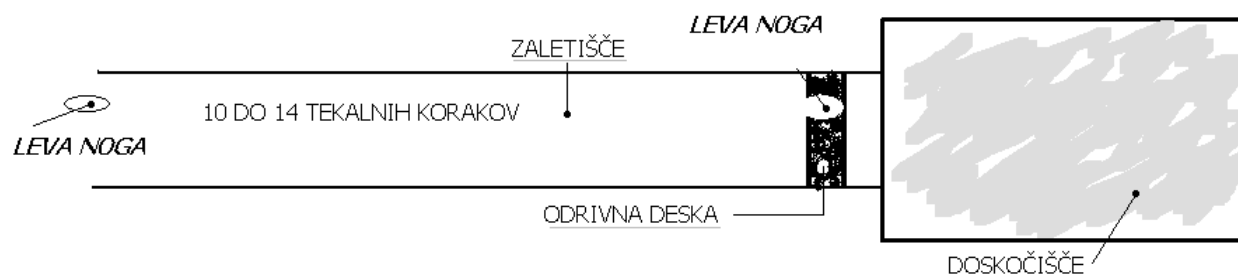 LEVA NOGA
ZALETIŠČE
10 DO 14 TEKALNIH KORAKOV
LEVA NOGA
ODRIVNA DESKA
DOSKOČIŠČE